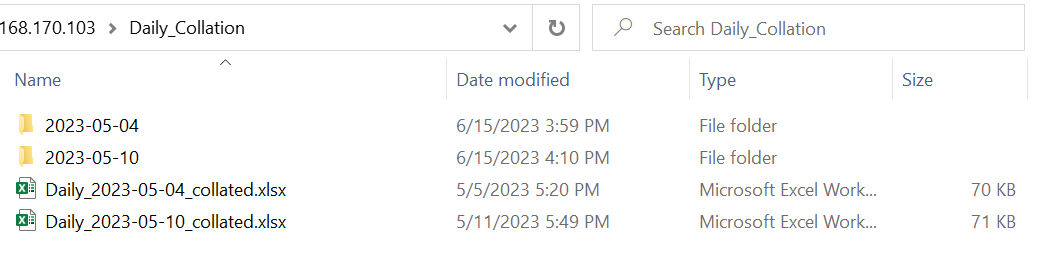 168.170.103 Daily_Collation Search Daily_Collation
Name Date modified Type Size
2023-05-04 6/15/2023 3:59 PM File folder
2023-05-10 6/15/2023 4:10 PM File folder
Daily_2023-05-04_collated.xlsx 5/5/2023 5:20 PM Microsoft Excel Work... 70 KB
Daily_2023-05-10_collated.xlsx 5/11/2023 5:49 PM Microsoft Excel Work... 71 KB